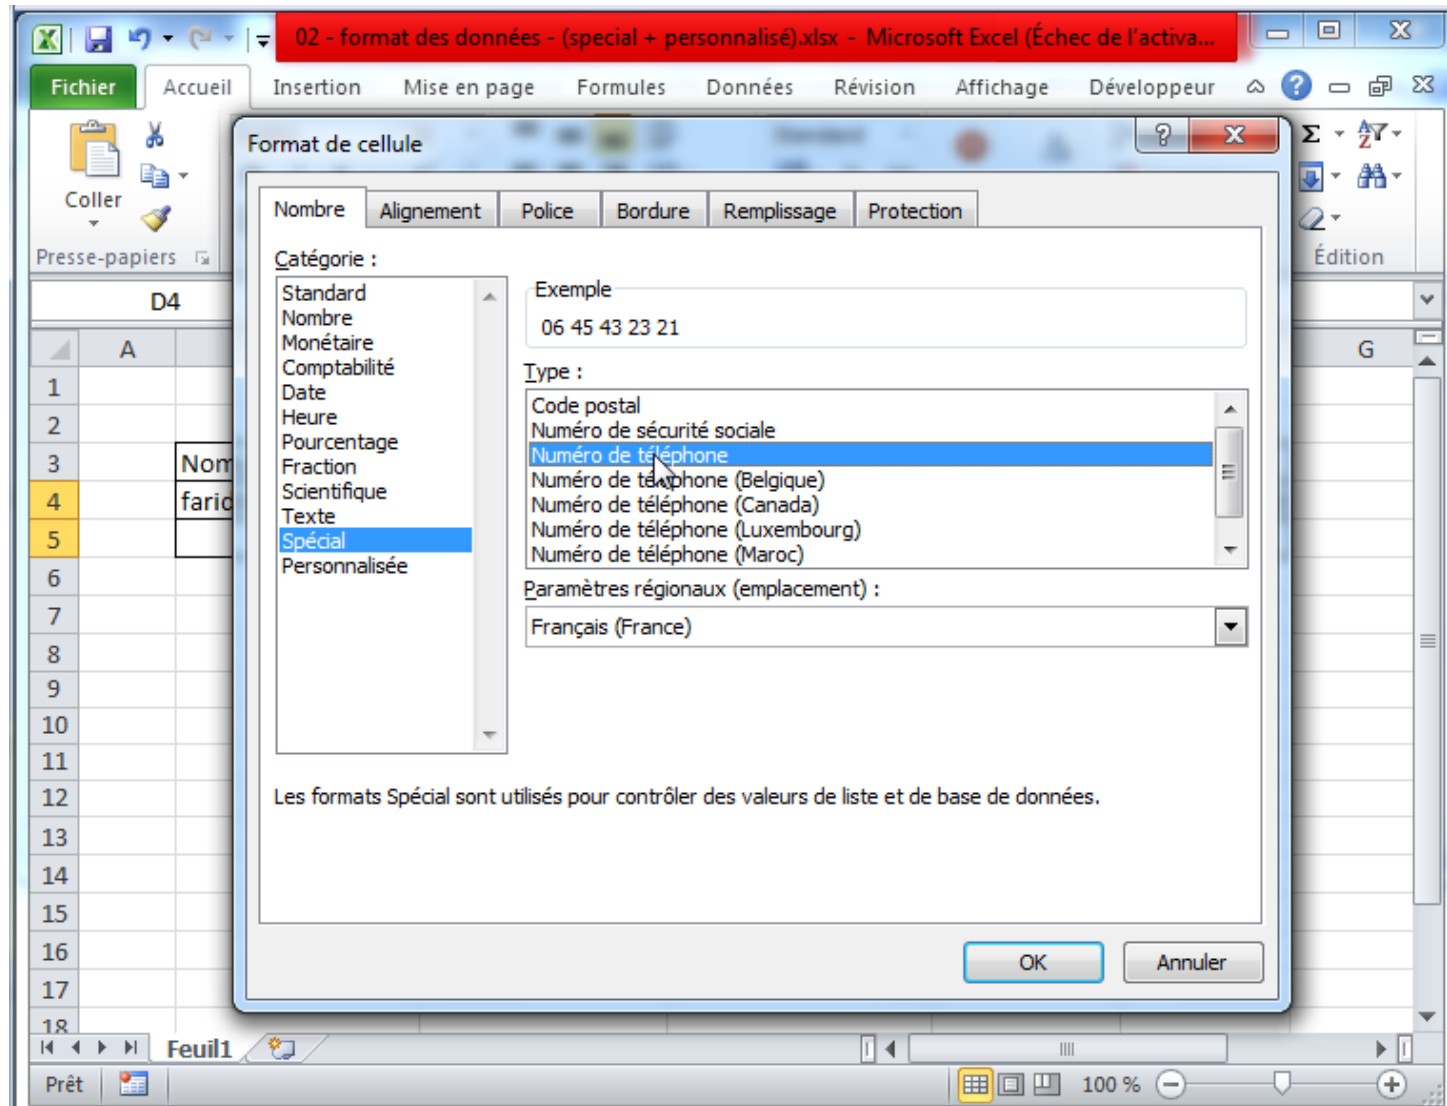 02 - format des données - (special + personnalisé).xlsx - Microsoft Excel (Échec de l'activa...
Fichier Accueil Insertion Mise en page Formules Données Révision Affichage Développeur
Coller
Presse-papiers
Édition
Format de cellule
Nombre Alignement Police Bordure Remplissage Protection
Catégorie :
Standard
Nombre
Monétaire
Comptabilité
Date
Heure
Pourcentage
Fraction
Scientifique
Texte
Spécial
Personnalisée
Exemple
06 45 43 23 21
Type :
Code postal
Numéro de sécurité sociale
Numéro de téléphone
Numéro de téléphone (Belgique)
Numéro de téléphone (Canada)
Numéro de téléphone (Luxembourg)
Numéro de téléphone (Maroc)
Paramètres régionaux (emplacement) :
Français (France)
Les formats Spécial sont utilisés pour contrôler des valeurs de liste et de base de données.
OK Annuler
D4
A G
1
2
3 Nom
4 farid
5
6
7
8
9
10
11
12
13
14
15
16
17
18
Feuil1
Prêt 100 %